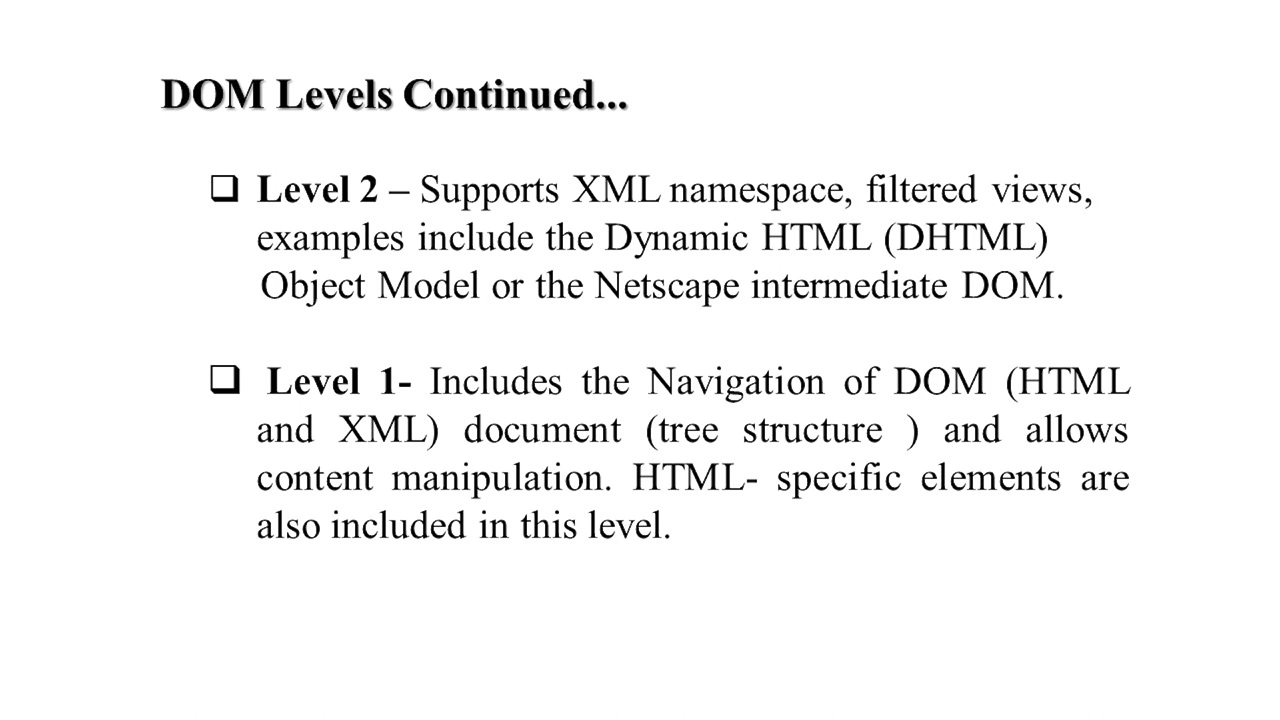 DOM Levels Continued...
❑ Level 2 – Supports XML namespace, filtered views,
examples include the Dynamic HTML (DHTML)
Object Model or the Netscape intermediate DOM.
❑ Level 1- Includes the Navigation of DOM (HTML
and XML) document (tree structure ) and allows
content manipulation. HTML- specific elements are
also included in this level.